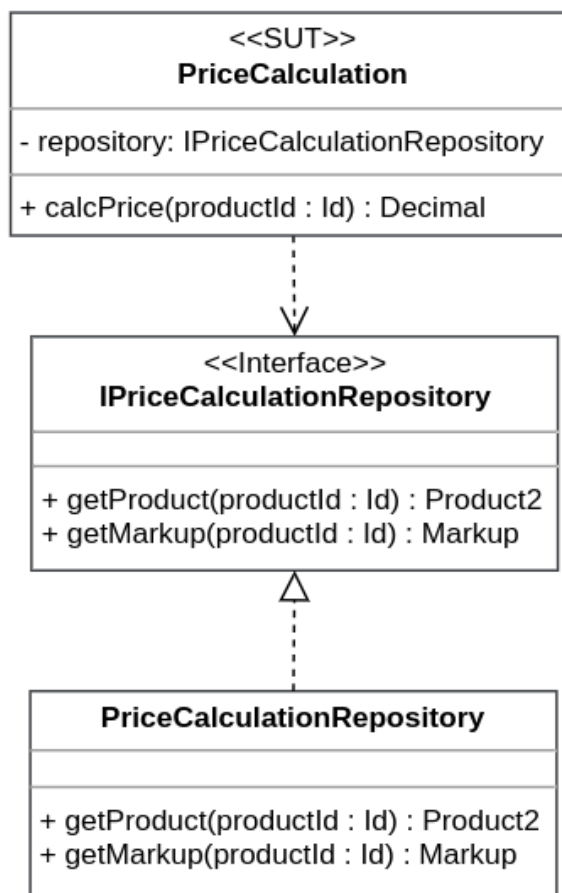 <<SUT>>
PriceCalculation
- repository: IPriceCalculationRepository
+ calcPrice(productId : Id) : Decimal
<<Interface>>
IPriceCalculationRepository
+ getProduct(productId : Id) : Product2
+ getMarkup(productId : Id) : Markup
PriceCalculationRepository
+ getProduct(productId : Id) : Product2
+ getMarkup(productId : Id) : Markup